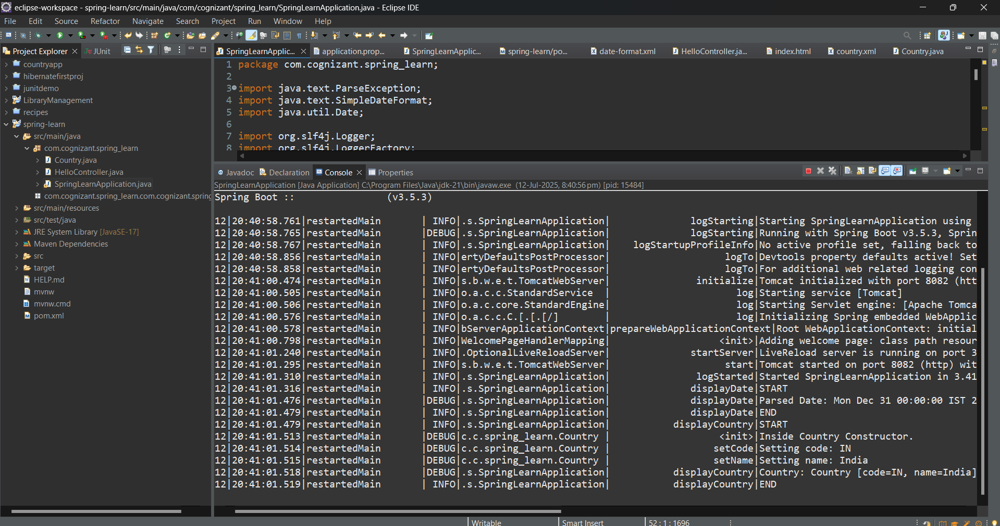 eclipse-workspace - spring-learn/src/main/java/com/cognizant/spring_learn/SpringLearnApplication.java - Eclipse IDE
File Edit Source Refactor Navigate Search Project Run Window Help
Project Explorer JUnit
countryapp
hibernatefirstproj
junitdemo
LibraryManagement
recipes
spring-learn
src/main/java
com.cognizant.spring_learn
Country.java
HelloController.java
SpringLearnApplication.java
com.cognizant.spring_learn.com.cognizant.spring
src/main/resources
src/test/java
JRE System Library [JavaSE-17]
Maven Dependencies
src
target
HELP.md
mvnw
mvnw.cmd
pom.xml
SpringLearnApplic... application.prop... SpringLearnApplic... spring-learn/po... date-format.xml HelloController.ja... index.html country.xml Country.java
1 package com.cognizant.spring_learn;
2
3 import java.text.ParseException;
4 import java.text.SimpleDateFormat;
5 import java.util.Date;
6
7 import org.slf4j.Logger;
8 import org.slf4j.LoggerFactory;
Javadoc Declaration Console Properties
SpringLearnApplication [Java Application] C:\Program Files\Java\jdk-21\bin\javaw.exe (12-Jul-2025, 8:40:56 pm) [pid: 15484]
Spring Boot :: (v3.5.3)
12|20:40:58.761|restartedMain | INFO|.s.SpringLearnApplication| logStarting|Starting SpringLearnApplication using
12|20:40:58.765|restartedMain |DEBUG|.s.SpringLearnApplication| logStarting|Running with Spring Boot v3.5.3, Sprin
12|20:40:58.767|restartedMain | INFO|.s.SpringLearnApplication| logStartupProfileInfo|No active profile set, falling back to
12|20:40:58.856|restartedMain | INFO|ertyDefaultsPostProcessor| logTo|Devtools property defaults active! Set
12|20:40:58.858|restartedMain | INFO|ertyDefaultsPostProcessor| logTo|For additional web related logging con
12|20:41:00.474|restartedMain | INFO|s.b.w.e.t.TomcatWebServer| initialize|Tomcat initialized with port 8082 (htt
12|20:41:00.505|restartedMain | INFO|o.a.c.c.StandardService | log|Starting service [Tomcat]
12|20:41:00.506|restartedMain | INFO|o.a.c.core.StandardEngine| log|Starting Servlet engine: [Apache Tomca
12|20:41:00.576|restartedMain | INFO|o.a.c.c.C.[.[.[/] | log|Initializing Spring embedded WebApplic
12|20:41:00.578|restartedMain | INFO|bServerApplicationContext|prepareWebApplicationContext|Root WebApplicationContext: initial
12|20:41:00.798|restartedMain | INFO|WelcomePageHandlerMapping| <init>|Adding welcome page: class path resour
12|20:41:01.240|restartedMain | INFO|.OptionalLiveReloadServer| startServer|LiveReload server is running on port 3
12|20:41:01.295|restartedMain | INFO|s.b.w.e.t.TomcatWebServer| start|Tomcat started on port 8082 (http) wit
12|20:41:01.310|restartedMain | INFO|.s.SpringLearnApplication| logStarted|Started SpringLearnApplication in 3.41
12|20:41:01.316|restartedMain | INFO|.s.SpringLearnApplication| displayDate|START
12|20:41:01.476|restartedMain |DEBUG|.s.SpringLearnApplication| displayDate|Parsed Date: Mon Dec 31 00:00:00 IST 2
12|20:41:01.479|restartedMain | INFO|.s.SpringLearnApplication| displayDate|END
12|20:41:01.479|restartedMain | INFO|.s.SpringLearnApplication| displayCountry|START
12|20:41:01.513|restartedMain |DEBUG|c.c.spring_learn.Country | <init>|Inside Country Constructor.
12|20:41:01.514|restartedMain |DEBUG|c.c.spring_learn.Country | setCode|Setting code: IN
12|20:41:01.515|restartedMain |DEBUG|c.c.spring_learn.Country | setName|Setting name: India
12|20:41:01.518|restartedMain |DEBUG|.s.SpringLearnApplication| displayCountry|Country: Country [code=IN, name=India]
12|20:41:01.519|restartedMain | INFO|.s.SpringLearnApplication| displayCountry|END
Writable Smart Insert 52 : 1 : 1696